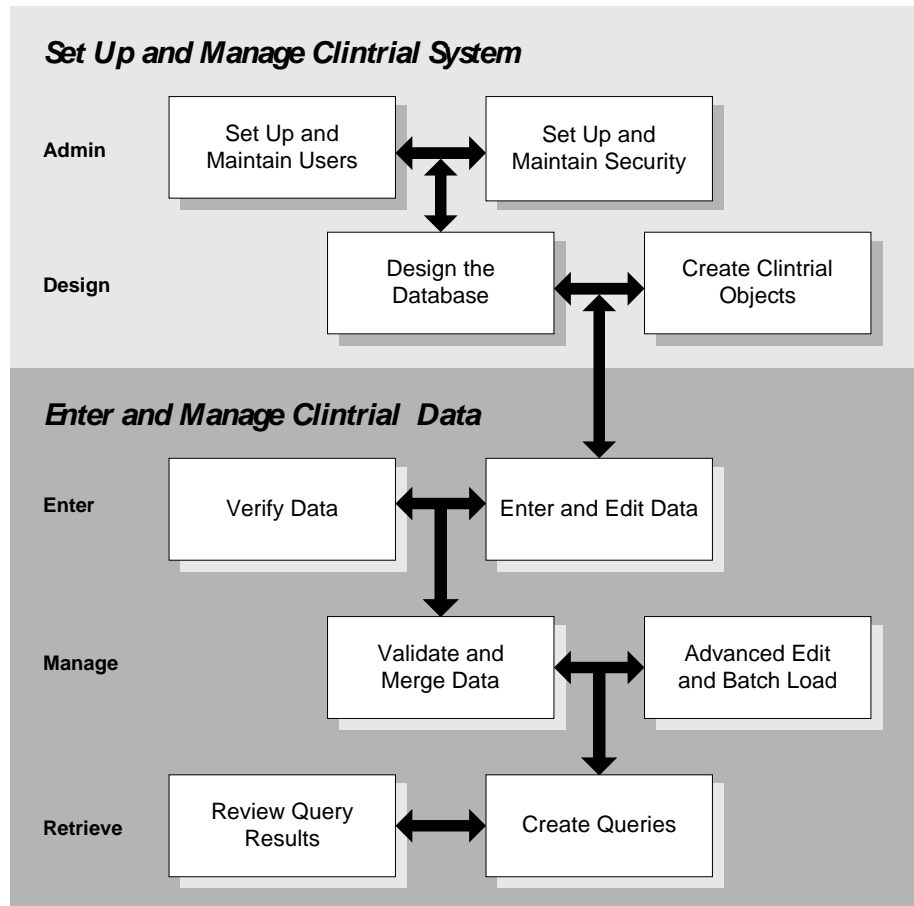 Set Up and Manage Clintrial System
Admin
Set Up and
Maintain Users
Set Up and
Maintain Security
Design
Design the
Database
Create Clintrial
Objects
Enter and Manage Clintrial Data
Enter
Verify Data
Enter and Edit Data
Manage
Validate and
Merge Data
Advanced Edit
and Batch Load
Retrieve
Review Query
Results
Create Queries